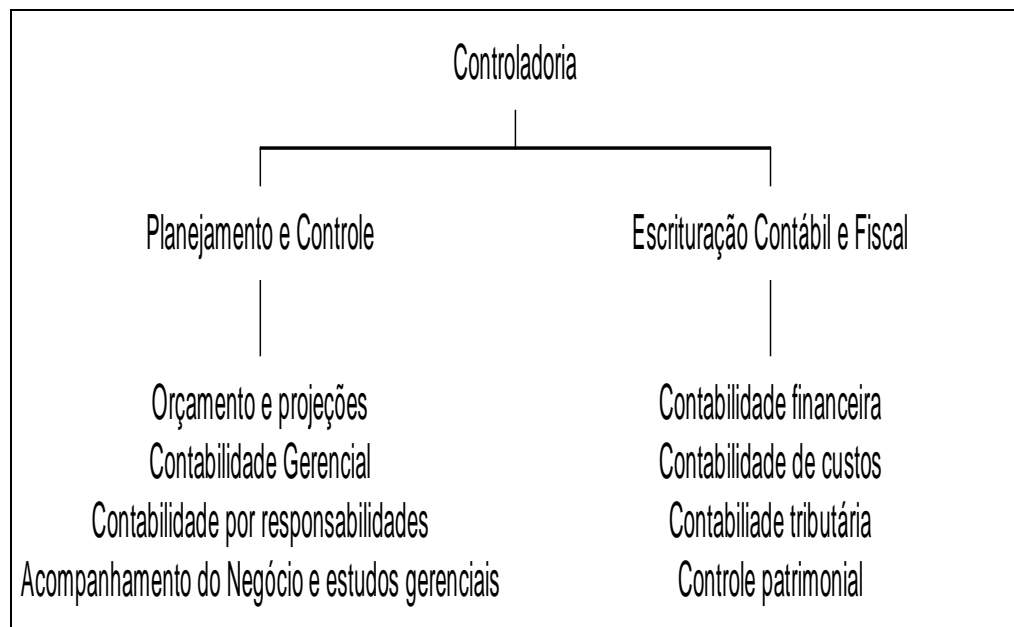 Controladoria
Planejamento e Controle
Escrituração Contábil e Fiscal
Orçamento e projeções
Contabilidade Gerencial
Contabilidade por responsabilidades
Acompanhamento do Negócio e estudos gerenciais
Contabilidade financeira
Contabilidade de custos
Contabiliade tributária
Controle patrimonial